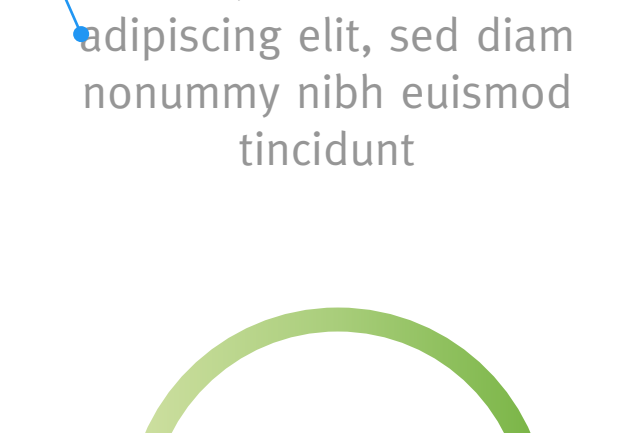 adipiscing elit, sed diam
nonummy nibh euismod
tincidunt